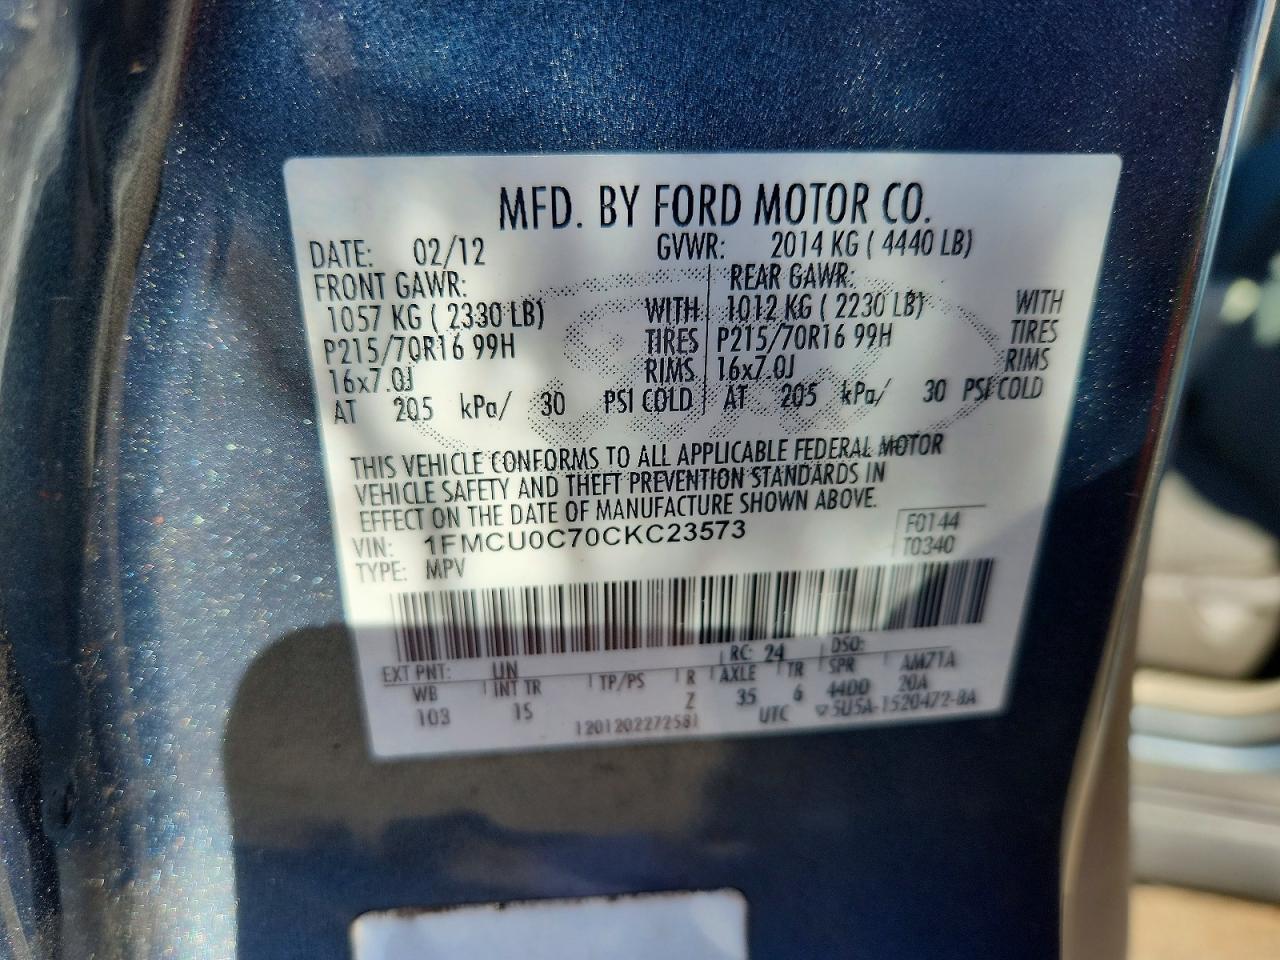 MFD. BY FORD MOTOR CO.
DATE: 02/12 GVWR: 2014 KG ( 4440 LB)
FRONT GAWR: REAR GAWR:
1057 KG ( 2330 LB) WITH 1012 KG ( 2230 LB) WITH
P215/70R16 99H TIRES P215/70R16 99H TIRES
16x7.0J RIMS 16x7.0J RIMS
AT 205 kPa/ 30 PSI COLD AT 205 kPa/ 30 PSI COLD
THIS VEHICLE CONFORMS TO ALL APPLICABLE FEDERAL MOTOR
VEHICLE SAFETY AND THEFT PREVENTION STANDARDS IN
EFFECT ON THE DATE OF MANUFACTURE SHOWN ABOVE.
VIN: 1FMCU0C70CKC23573 F0144
TYPE: MPV T0340
EXT PNT: UN RC: 24 DSO:
WB INT TR TP/PS R AXLE TR SPR AM71A
103 IS Z 35 6 44DD 20A
1201202272581 UTC ▽5U5A-1520472-BA